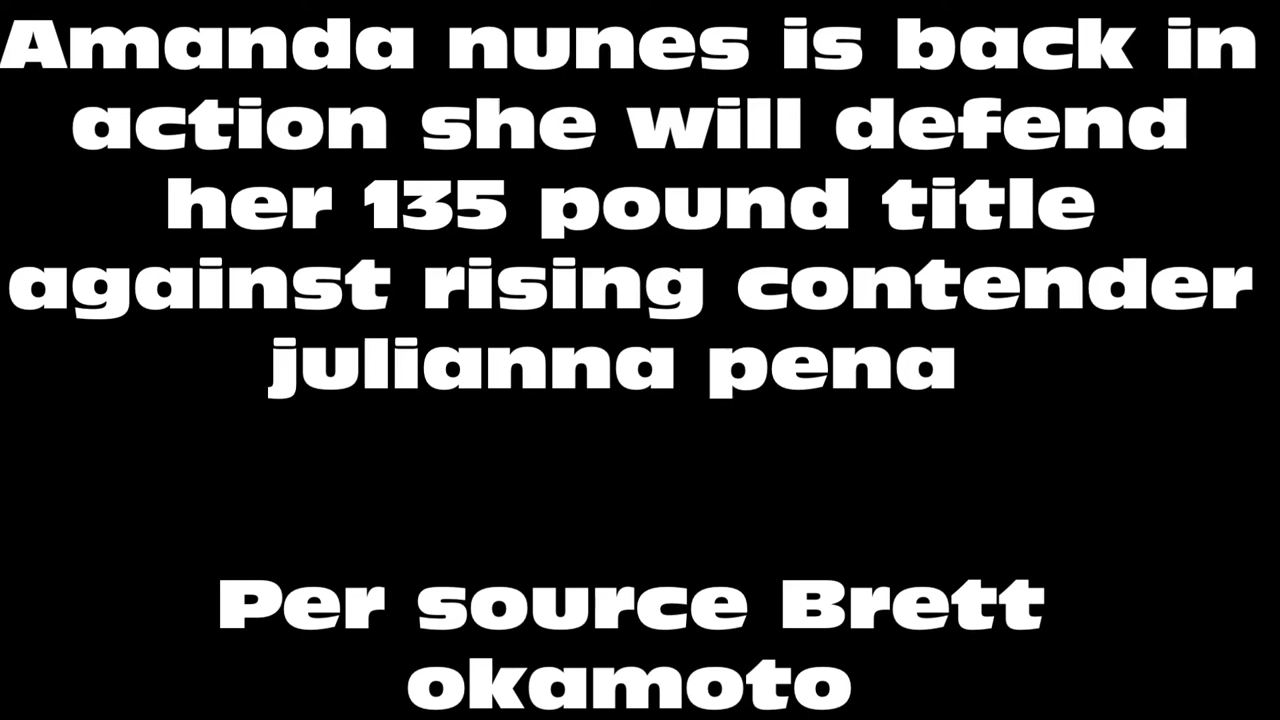 Amanda nunes is back in
action she will defend
her 135 pound title
against rising contender
julianna pena
Per source Brett
okamoto